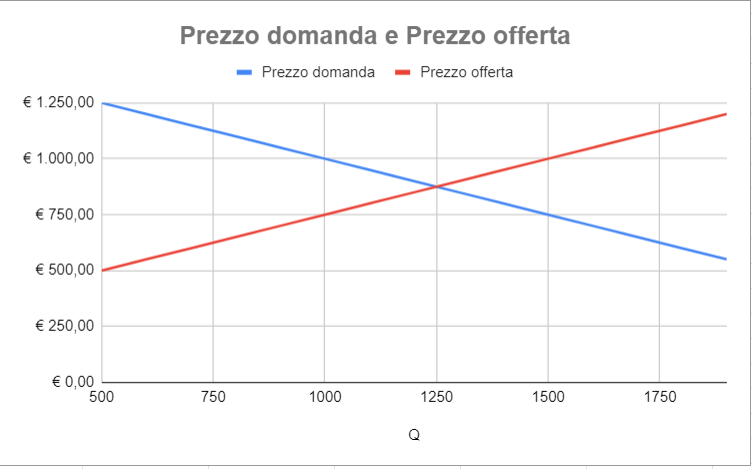 Prezzo domanda e Prezzo offerta
Prezzo domanda Prezzo offerta
€ 1.250,00
€ 1.000,00
€ 750,00
€ 500,00
€ 250,00
€ 0,00
500 750 1000 1250 1500 1750
Q